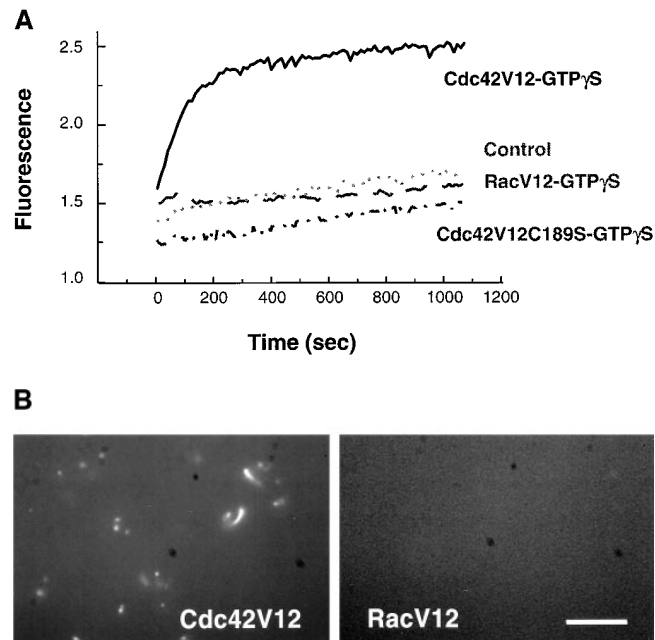 A
Fluorescence
2.5
2.0
1.5
1.0
Cdc42V12-GTPγS
Control
RacV12-GTPγS
Cdc42V12C189S-GTPγS
0 200 400 600 800 1000 1200
Time (sec)
B
Cdc42V12
RacV12